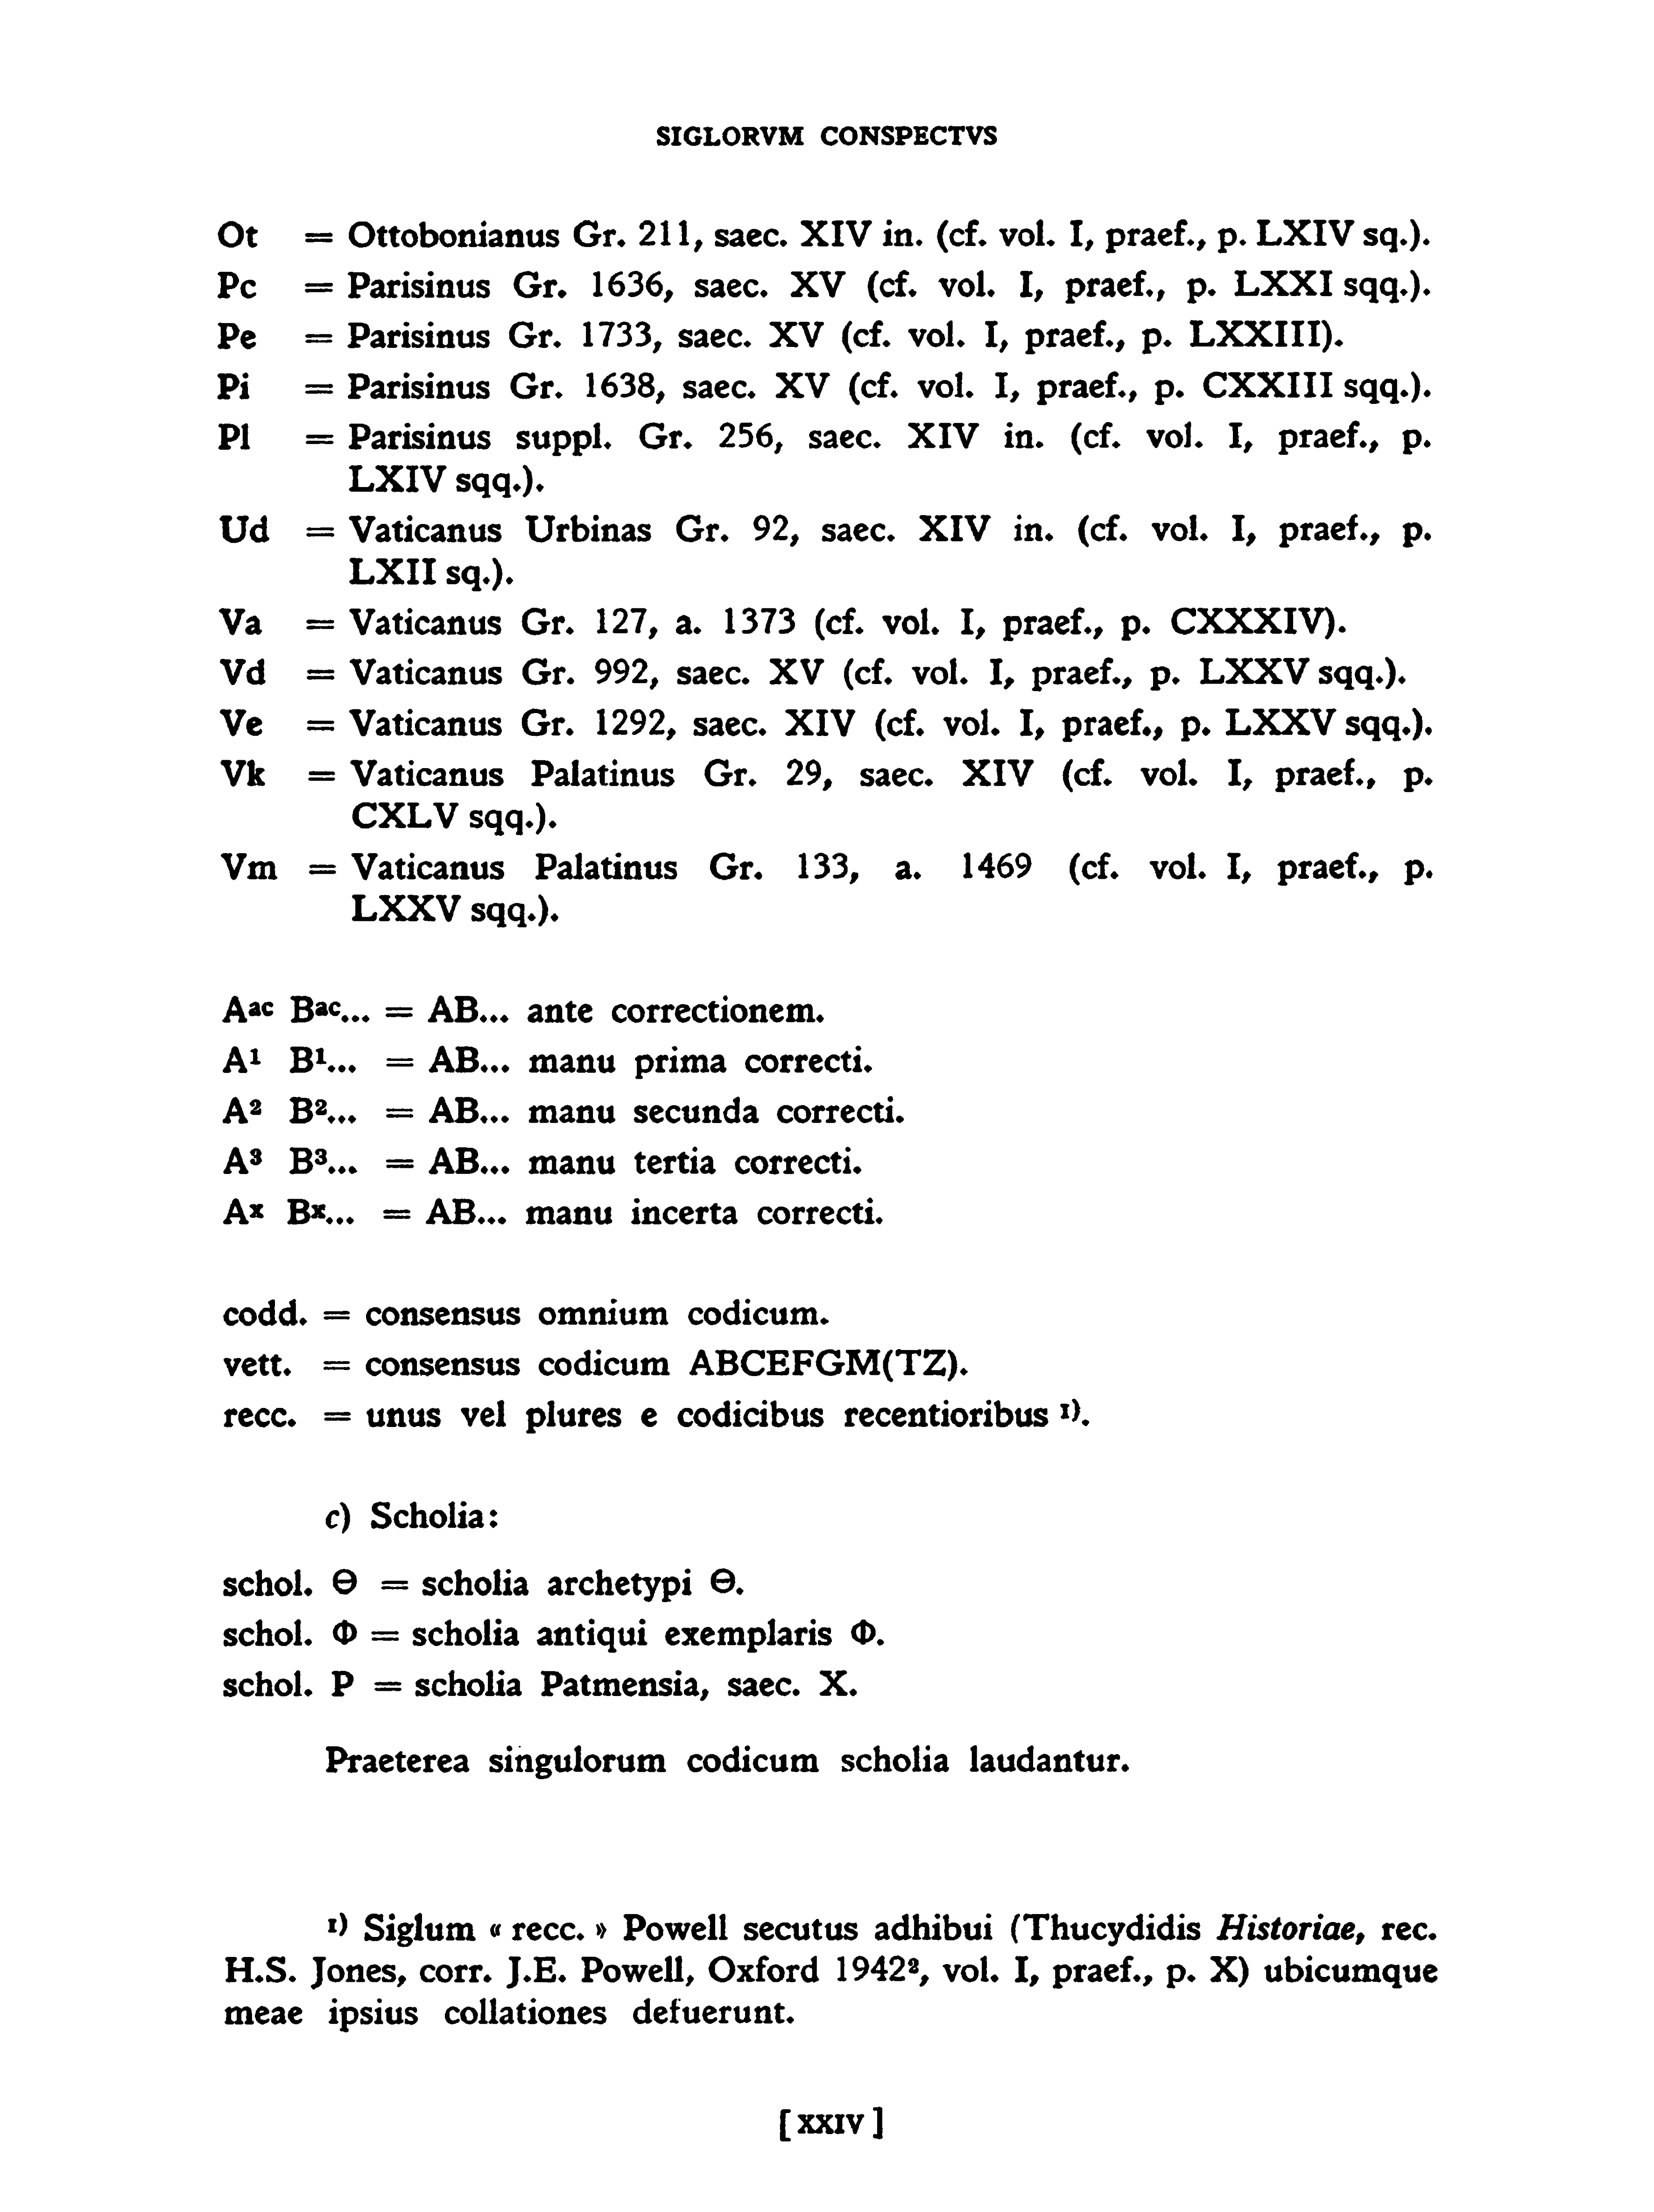 SIGLORVM CONSPECTVS
Ot = Ottobonianus Gr. 211, saec. XIV in. (cf. vol. I, praef., p. LXIV sq.).
Pc = Parisinus Gr. 1636, saec. XV (cf. vol. I, praef., p. LXXI sqq.).
Pe = Parisinus Gr. 1733, saec. XV (cf. vol. I, praef., p. LXXIII).
Pi = Parisinus Gr. 1638, saec. XV (cf. vol. I, praef., p. CXXIII sqq.).
Pl = Parisinus suppl. Gr. 256, saec. XIV in. (cf. vol. I, praef., p.
LXIV sqq.).
Ud = Vaticanus Urbinas Gr. 92, saec. XIV in. (cf. vol. I, praef., p.
LXII sq.).
Va = Vaticanus Gr. 127, a. 1373 (cf. vol. I, praef., p. CXXXIV).
Vd = Vaticanus Gr. 992, saec. XV (cf. vol. I, praef., p. LXXV sqq.).
Ve = Vaticanus Gr. 1292, saec. XIV (cf. vol. I, praef., p. LXXV sqq.).
Vk = Vaticanus Palatinus Gr. 29, saec. XIV (cf. vol. I, praef., p.
CXLV sqq.).
Vm = Vaticanus Palatinus Gr. 133, a. 1469 (cf. vol. I, praef., p.
LXXV sqq.).
Aᵃᶜ Bᵃᶜ... = AB... ante correctionem.
A¹ B¹... = AB... manu prima correcti.
A² B²... = AB... manu secunda correcti.
A³ B³... = AB... manu tertia correcti.
Aˣ Bˣ... = AB... manu incerta correcti.
codd. = consensus omnium codicum.
vett. = consensus codicum ABCEFGM(TZ).
recc. = unus vel plures e codicibus recentioribus ¹).
c) Scholia:
schol. Θ = scholia archetypi Θ.
schol. Φ = scholia antiqui exemplaris Φ.
schol. P = scholia Patmensia, saec. X.
Praeterea singulorum codicum scholia laudantur.
¹) Siglum « recc. » Powell secutus adhibui (Thucydidis Historiae, rec.
H.S. Jones, corr. J.E. Powell, Oxford 1942², vol. I, praef., p. X) ubicumque
meae ipsius collationes defuerunt.
[ XXIV ]